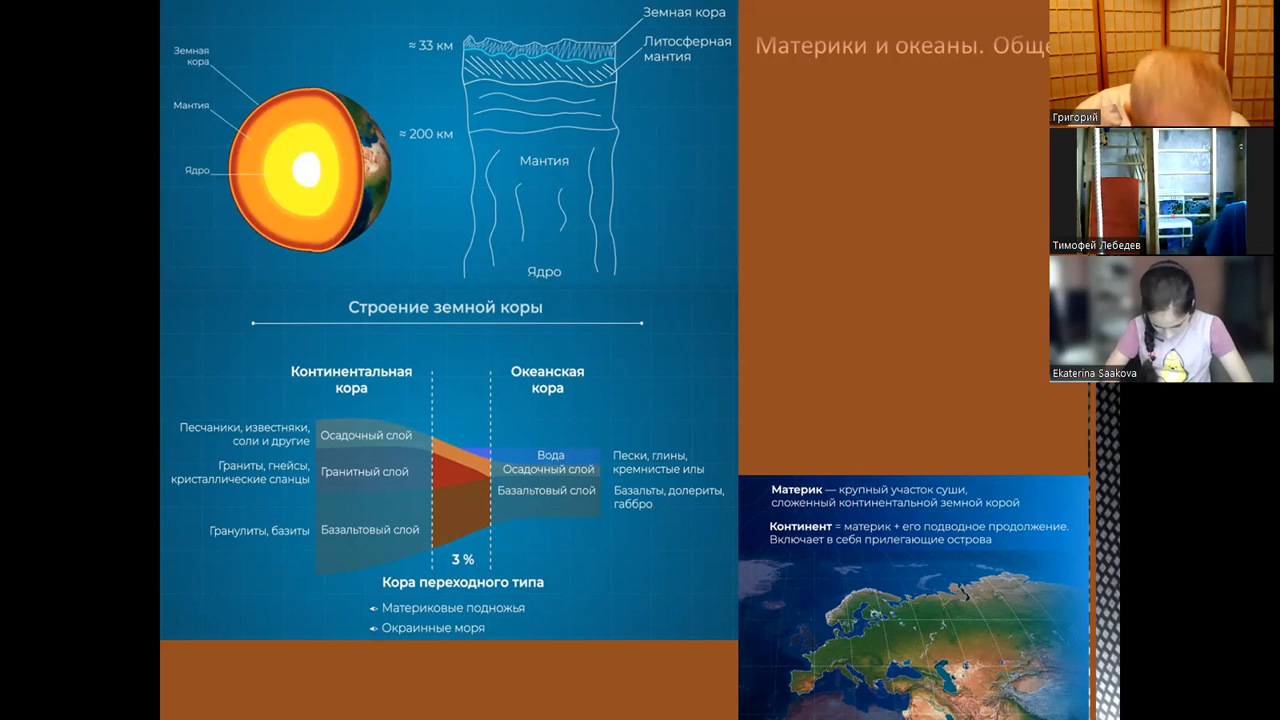 Земная кора
Литосферная
мантия
≈ 33 км
≈ 200 км
Мантия
Ядро
Земная
кора
Мантия
Ядро
Строение земной коры
Континентальная
кора
Океанская
кора
Песчаники, известняки,
соли и другие
Осадочный слой
Граниты, гнейсы,
кристаллические сланцы
Гранитный слой
Гранулиты, базиты
Базальтовый слой
Вода
Осадочный слой
Базальтовый слой
Пески, глины,
кремнистые илы
Базальты, долериты,
габбро
3 %
Кора переходного типа
Материковые подножья
Окраинные моря
Материки и океаны. Обще
Материк — крупный участок суши,
сложенный континентальной земной корой
Континент = материк + его подводное продолжение.
Включает в себя прилегающие острова
Григорий
Тимофей Лебедев
Ekaterina Saakova